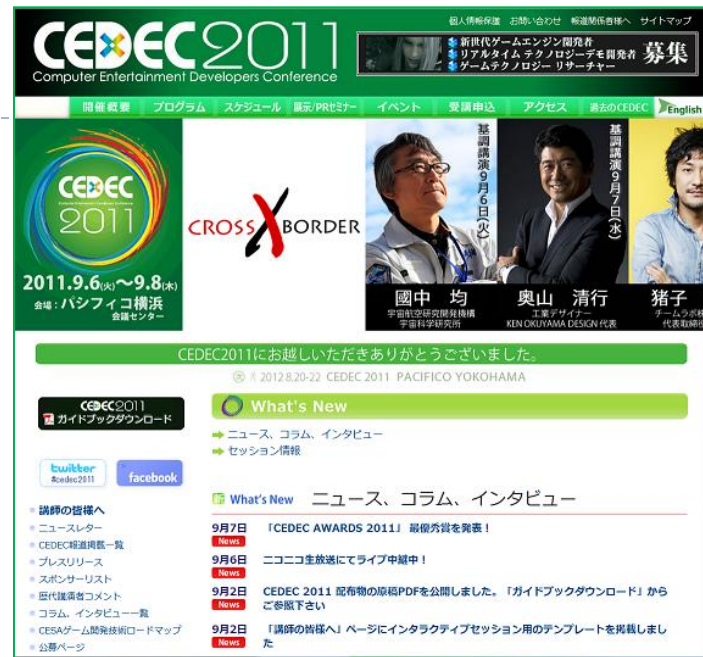 個人情報保護 お問い合わせ 報道関係者様へ サイトマップ
CEDEC2011
Computer Entertainment Developers Conference
新世代ゲームエンジン開発者
リアルタイム テクノロジーデモ開発者
ゲームテクノロジー リサーチャー
募集
開催概要 プログラム スケジュール 展示/PRセミナー イベント 受講申込 アクセス 過去のCEDEC English
CEDEC
2011
2011.9.6(火)～9.8(木)
会場：パシフィコ横浜
会議センター
CROSS X BORDER
基調講演9月6日(火)
國中 均
宇宙航空研究開発機構
宇宙科学研究所
基調講演9月7日(水)
奥山 清行
工業デザイナー
KEN OKUYAMA DESIGN 代表
猪子
チームラボ株
代表取締役
CEDEC2011にお越しいただきありがとうございました。
2012.8.20-22 CEDEC 2011 PACIFICO YOKOHAMA
CEDEC2011
ガイドブックダウンロード
twitter
#cedec2011
facebook
講師の皆様へ
ニュースレター
CEDEC報道掲載一覧
プレスリリース
スポンサーリスト
歴代講演者コメント
コラム、インタビュー一覧
CESAゲーム開発技術ロードマップ
公募ページ
What's New
ニュース、コラム、インタビュー
セッション情報
What's New ニュース、コラム、インタビュー
9月7日 「CEDEC AWARDS 2011」 最優秀賞を発表！
News
9月6日 ニコニコ生放送にてライブ中継中！
News
9月2日 CEDEC 2011 配布物の原稿PDFを公開しました。「ガイドブックダウンロード」から
News ご参照下さい
9月2日 「講師の皆様へ」ページにインタラクティブセッション用のテンプレートを掲載しまし
News た